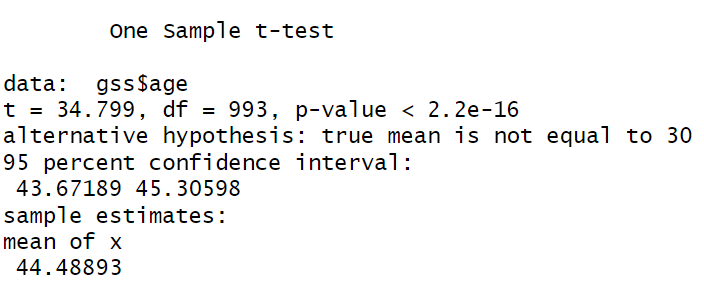 One Sample t-test
data:  gss$age
t = 34.799, df = 993, p-value < 2.2e-16
alternative hypothesis: true mean is not equal to 30
95 percent confidence interval:
43.67189 45.30598
sample estimates:
mean of x
44.48893